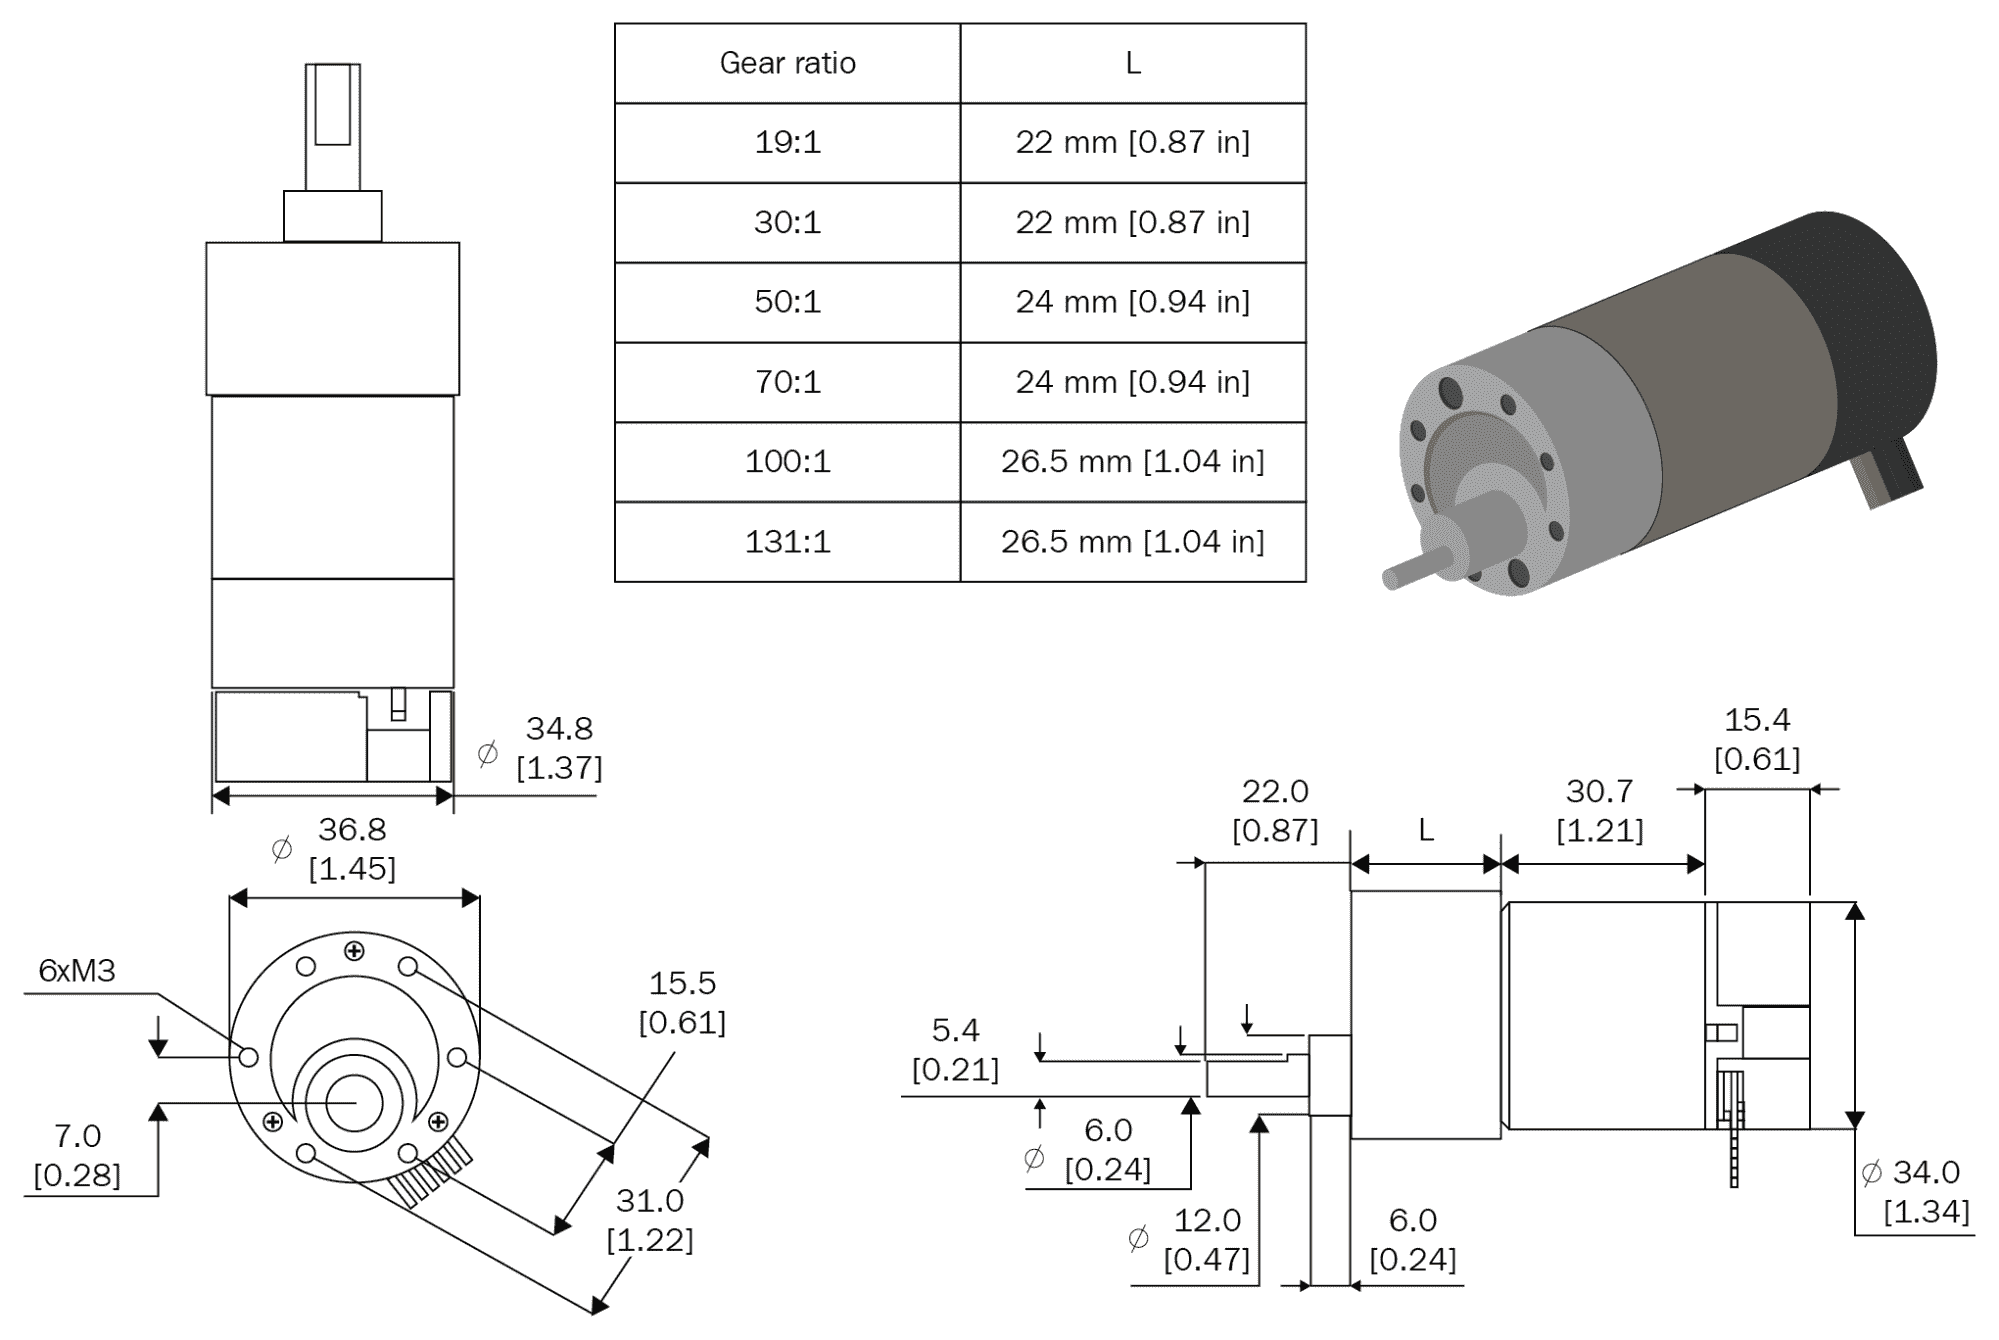 Gear ratio L
19:1 22 mm [0.87 in]
30:1 22 mm [0.87 in]
50:1 24 mm [0.94 in]
70:1 24 mm [0.94 in]
100:1 26.5 mm [1.04 in]
131:1 26.5 mm [1.04 in]
∅ 34.8
[1.37]
∅ 36.8
[1.45]
6xM3
15.5
[0.61]
7.0
[0.28]
31.0
[1.22]
15.4
[0.61]
22.0
[0.87]
L
30.7
[1.21]
5.4
[0.21]
∅ 6.0
[0.24]
∅ 12.0
[0.47]
6.0
[0.24]
∅ 34.0
[1.34]